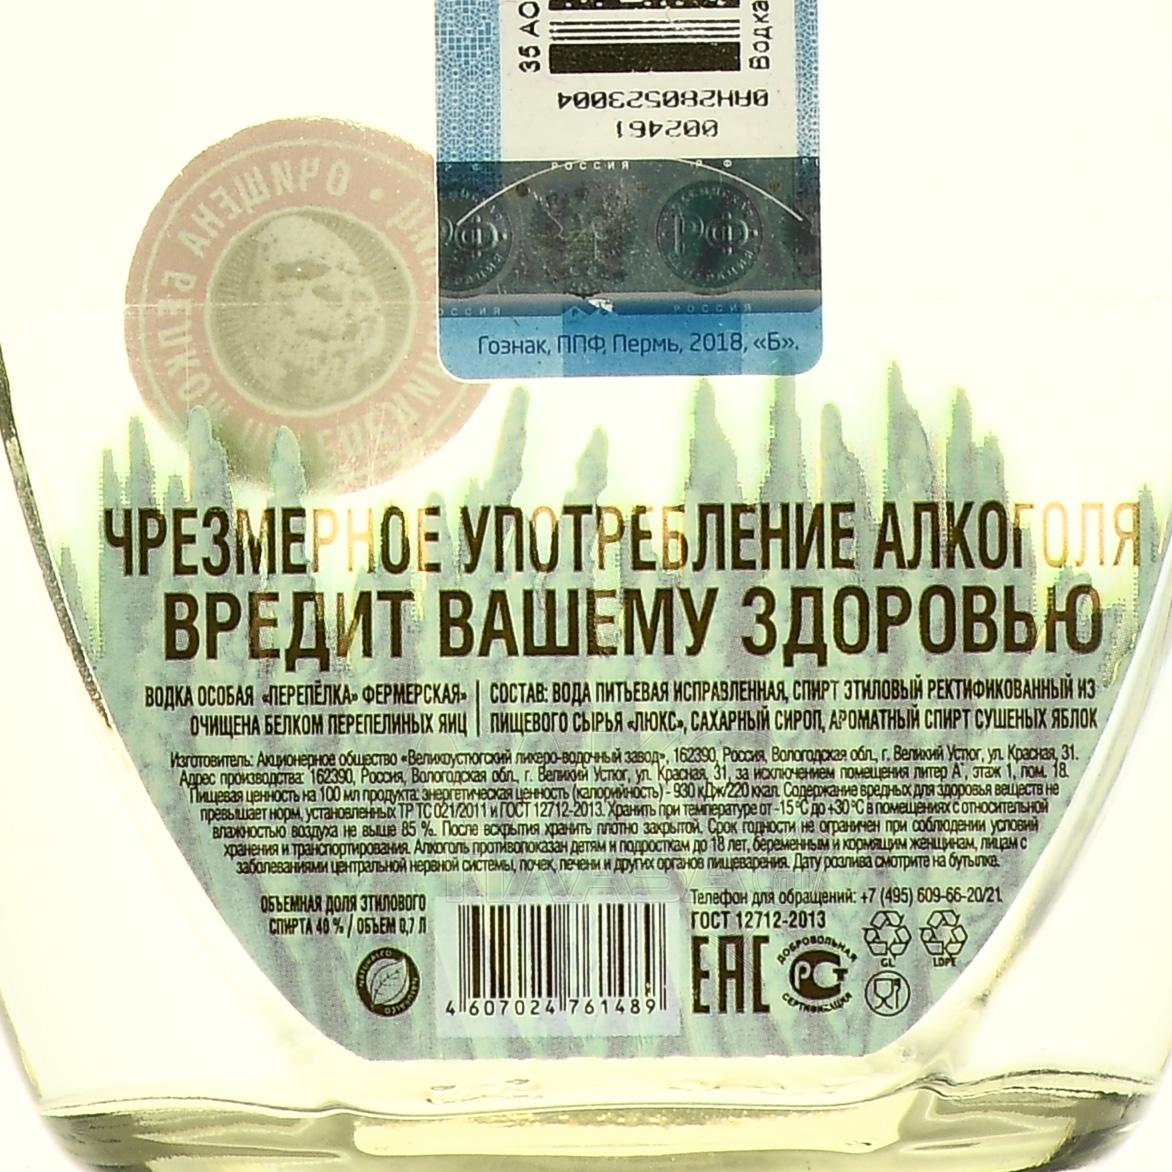 35 АО
Водка
0АН280523004
002461
РОССИЯ
РФ
РОССИЯ
Гознак, ППФ, Пермь, 2018, «Б».
ОЧИЩЕНА БЕЛКОМ
ЧРЕЗМЕРНОЕ УПОТРЕБЛЕНИЕ АЛКОГОЛЯ
ВРЕДИТ ВАШЕМУ ЗДОРОВЬЮ
ВОДКА ОСОБАЯ «ПЕРЕПЁЛКА» ФЕРМЕРСКАЯ»
ОЧИЩЕНА БЕЛКОМ ПЕРЕПЕЛИНЫХ ЯИЦ
СОСТАВ: ВОДА ПИТЬЕВАЯ ИСПРАВЛЕННАЯ, СПИРТ ЭТИЛОВЫЙ РЕКТИФИКОВАННЫЙ ИЗ
ПИЩЕВОГО СЫРЬЯ «ЛЮКС», САХАРНЫЙ СИРОП, АРОМАТНЫЙ СПИРТ СУШЕНЫХ ЯБЛОК
Изготовитель: Акционерное общество «Великоустюгский ликеро-водочный завод», 162390, Россия, Вологодская обл., г. Великий Устюг, ул. Красная, 31.
Адрес производства: 162390, Россия, Вологодская обл., г. Великий Устюг, ул. Красная, 31, за исключением помещения литер А', этаж 1, пом. 18.
Пищевая ценность на 100 мл продукта: энергетическая ценность (калорийность) - 930 кДж/220 ккал. Содержание вредных для здоровья веществ не
превышает норм, установленных ТР ТС 021/2011 и ГОСТ 12712-2013. Хранить при температуре от -15 °С до +30 °С в помещениях с относительной
влажностью воздуха не выше 85 %. После вскрытия хранить плотно закрытой. Срок годности не ограничен при соблюдении условий
хранения и транспортирования. Алкоголь противопоказан детям и подросткам до 18 лет, беременным и кормящим женщинам, лицам с
заболеваниями центральной нервной системы, почек, печени и других органов пищеварения. Дату розлива смотрите на бутылке.
ОБЪЕМНАЯ ДОЛЯ ЭТИЛОВОГО
СПИРТА 40 % / ОБЪЕМ 0,7 Л
Телефон для обращений: +7 (495) 609-66-20/21
ГОСТ 12712-2013
NATURALCO NATURALCO
4 607024 761489
ЕАС
ДОБРОВОЛЬНАЯ
РСТ
СЕРТИФИКАЦИЯ
GL
LDPE